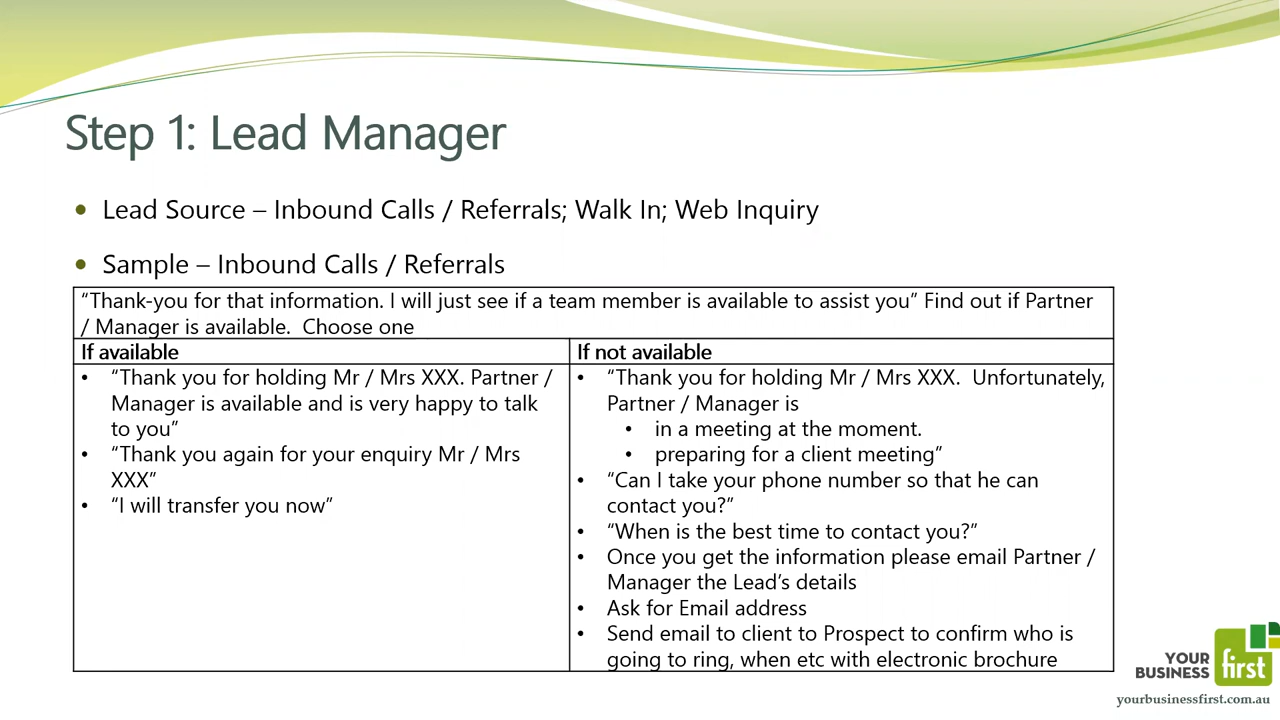 Step 1: Lead Manager
• Lead Source – Inbound Calls / Referrals; Walk In; Web Inquiry
• Sample – Inbound Calls / Referrals
“Thank-you for that information. I will just see if a team member is available to assist you” Find out if Partner
/ Manager is available.  Choose one
If available
• “Thank you for holding Mr / Mrs XXX. Partner /
Manager is available and is very happy to talk
to you”
• “Thank you again for your enquiry Mr / Mrs
XXX”
• “I will transfer you now”
If not available
• “Thank you for holding Mr / Mrs XXX.  Unfortunately,
Partner / Manager is
• in a meeting at the moment.
• preparing for a client meeting”
• “Can I take your phone number so that he can
contact you?”
• “When is the best time to contact you?”
• Once you get the information please email Partner /
Manager the Lead’s details
• Ask for Email address
• Send email to client to Prospect to confirm who is
going to ring, when etc with electronic brochure
YOUR
BUSINESS
first
yourbusinessfirst.com.au